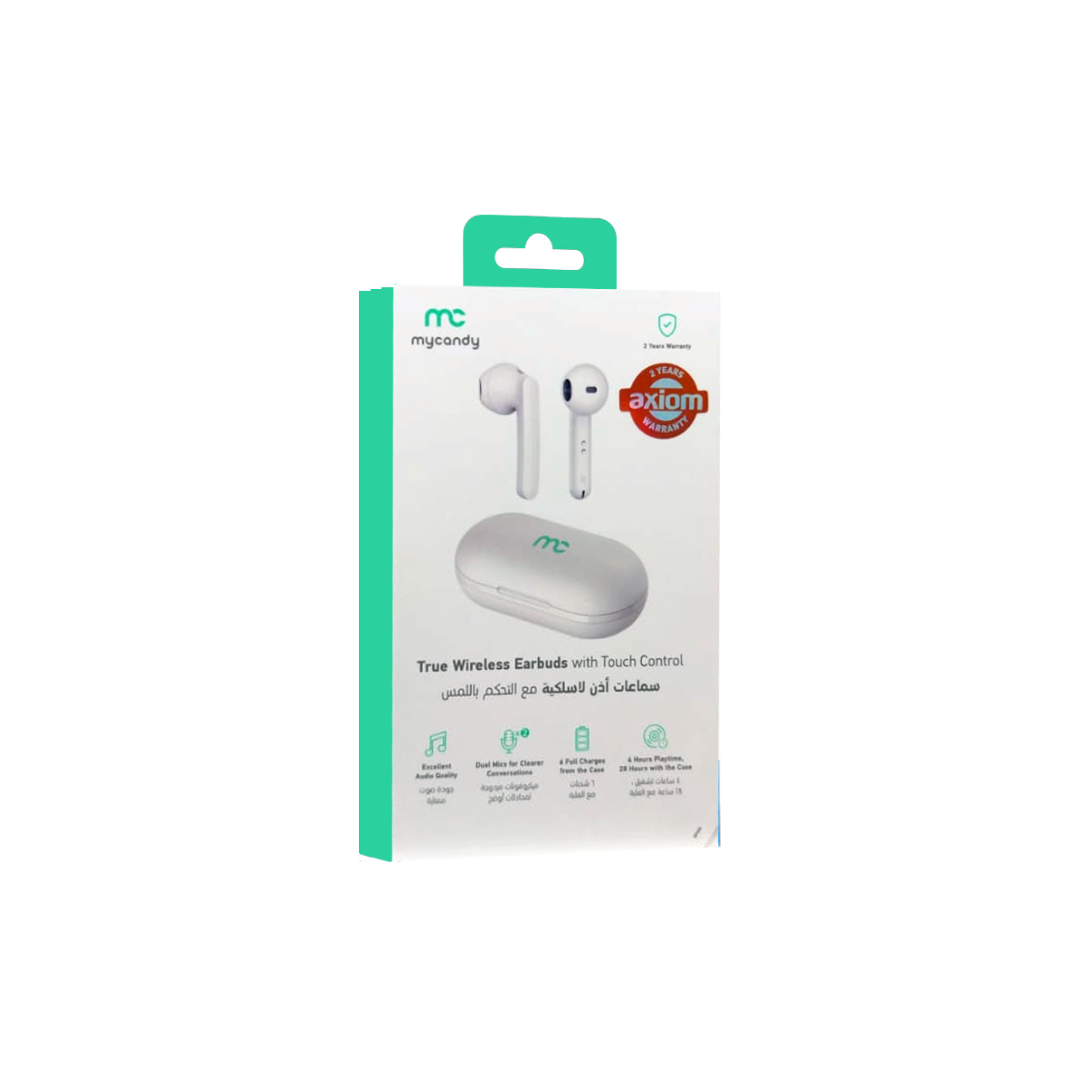 mc
mycandy
2 Years Warranty
2 YEARS
axiom
WARRANTY
mc
True Wireless Earbuds with Touch Control
سماعات أذن لاسلكية مع التحكم باللمس
Excellent
Audio Quality
جودة صوت
ممتازة
x2
Dual Mics for Clearer
Conversations
ميكروفونات مزدوجة
لمحادثات أوضح
6 Full Charges
from the Case
٦ شحنات
مع العلبة
4 Hours Playtime,
28 Hours with the Case
٤ ساعات تشغيل ،
ساعة مع العلبة